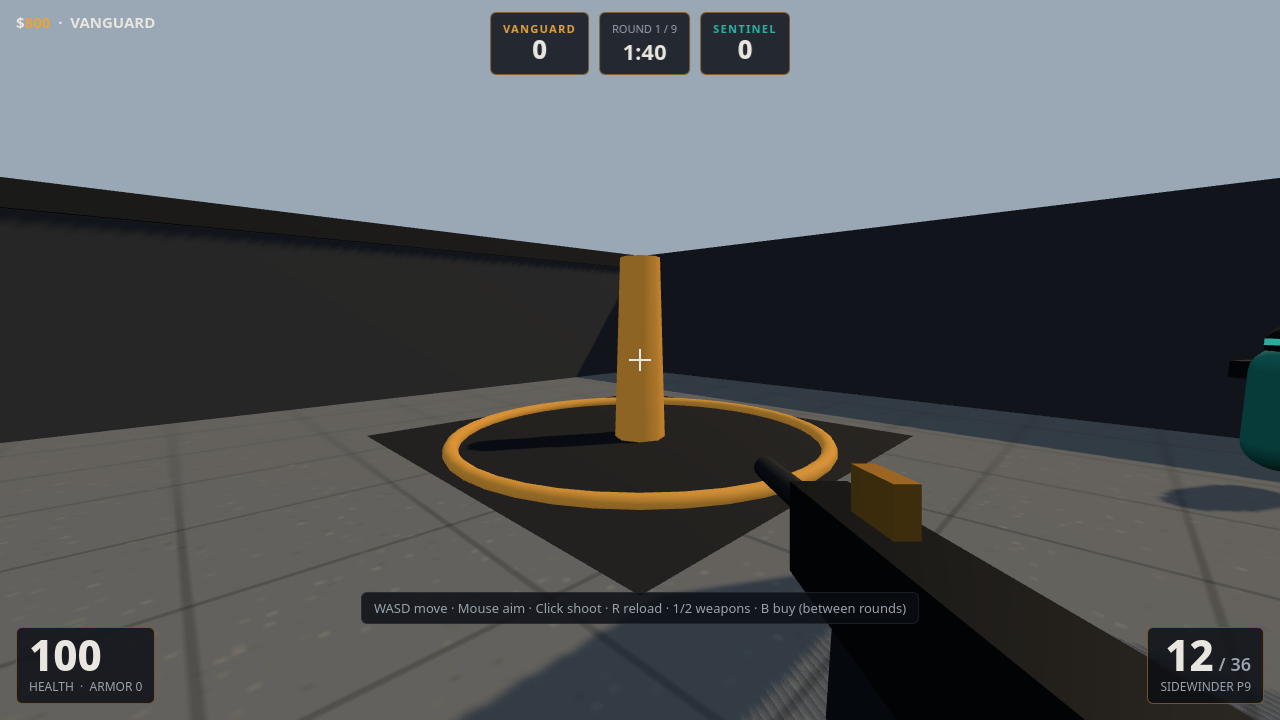 $800 · VANGUARD
VANGUARD
0
ROUND 1 / 9
1:40
SENTINEL
0
WASD move · Mouse aim · Click shoot · R reload · 1/2 weapons · B buy (between rounds)
100
HEALTH · ARMOR 0
12 / 36
SIDEWINDER P9